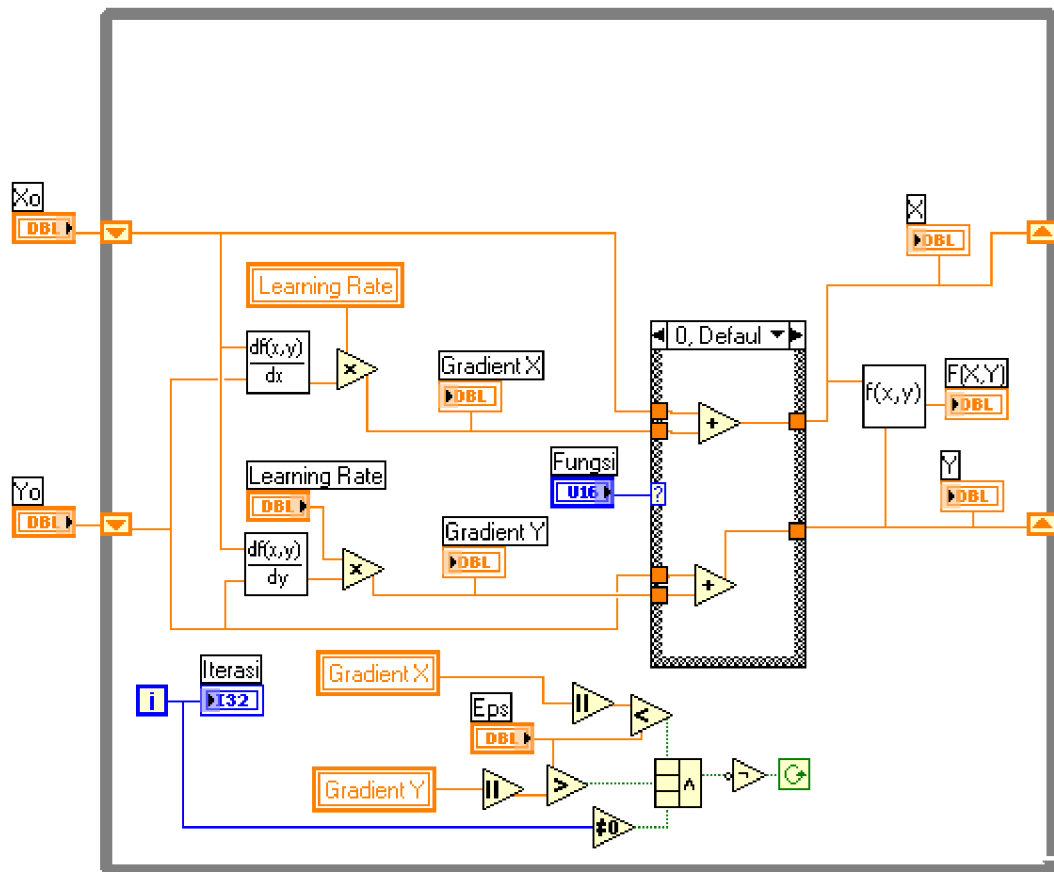 Xo
DBL
X
DBL
Learning Rate
df(x,y)
dx
×
Gradient X
DBL
0, Defaul
+
f(x,y)
F(X,Y)
DBL
Yo
DBL
Learning Rate
DBL
df(x,y)
dy
×
Gradient Y
DBL
Fungsi
U16
?
+
Y
DBL
Iterasi
i
I32
Gradient X
||
<
Eps
DBL
Gradient Y
||
>
∧
¬
≠0